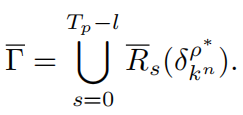 $\overline{\Gamma} = \bigcup_{s=0}^{T_p - l} \overline{R}_s(\delta_{k^n}^{\rho^*}).$